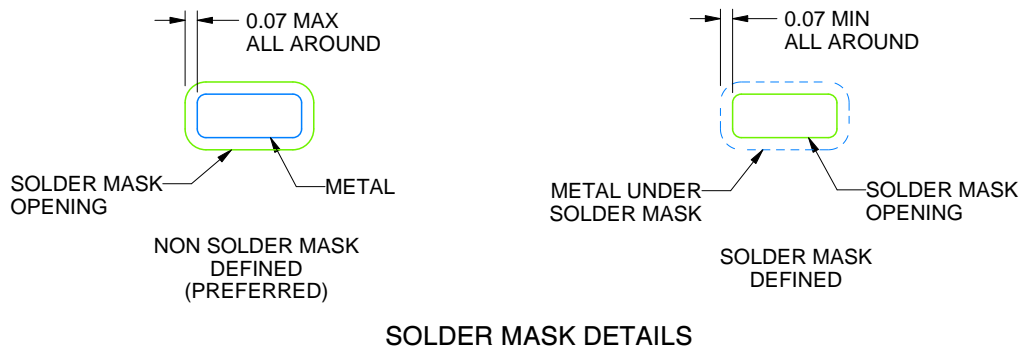 0.07 MAX
ALL AROUND
0.07 MIN
ALL AROUND
SOLDER MASK
OPENING
METAL
METAL UNDER
SOLDER MASK
SOLDER MASK
OPENING
NON SOLDER MASK
DEFINED
(PREFERRED)
SOLDER MASK
DEFINED
SOLDER MASK DETAILS